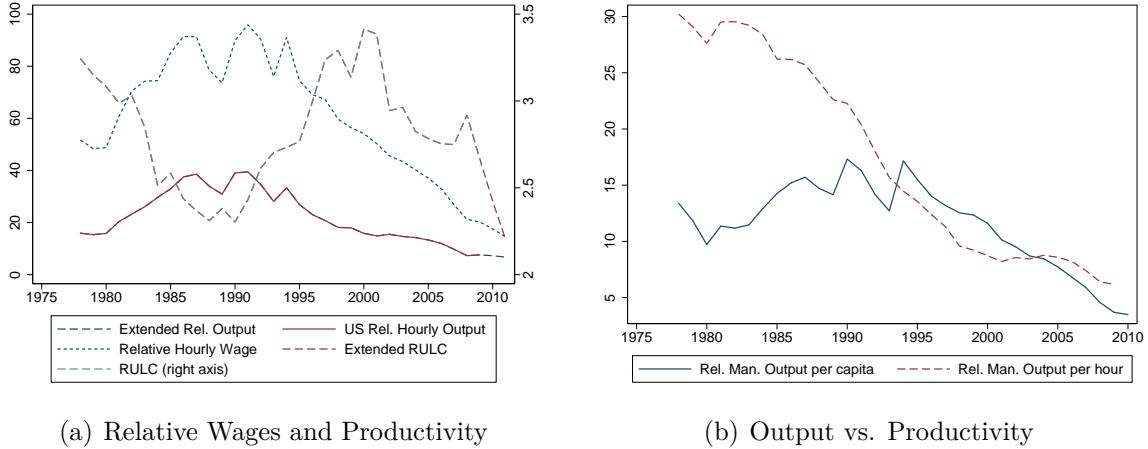 100
80
60
40
20
0
3.5
3
2.5
2
1975 1980 1985 1990 1995 2000 2005 2010
Extended Rel. Output US Rel. Hourly Output
Relative Hourly Wage Extended RULC
RULC (right axis)
(a) Relative Wages and Productivity
30
25
20
15
10
5
1975 1980 1985 1990 1995 2000 2005 2010
Rel. Man. Output per capita Rel. Man. Output per hour
(b) Output vs. Productivity